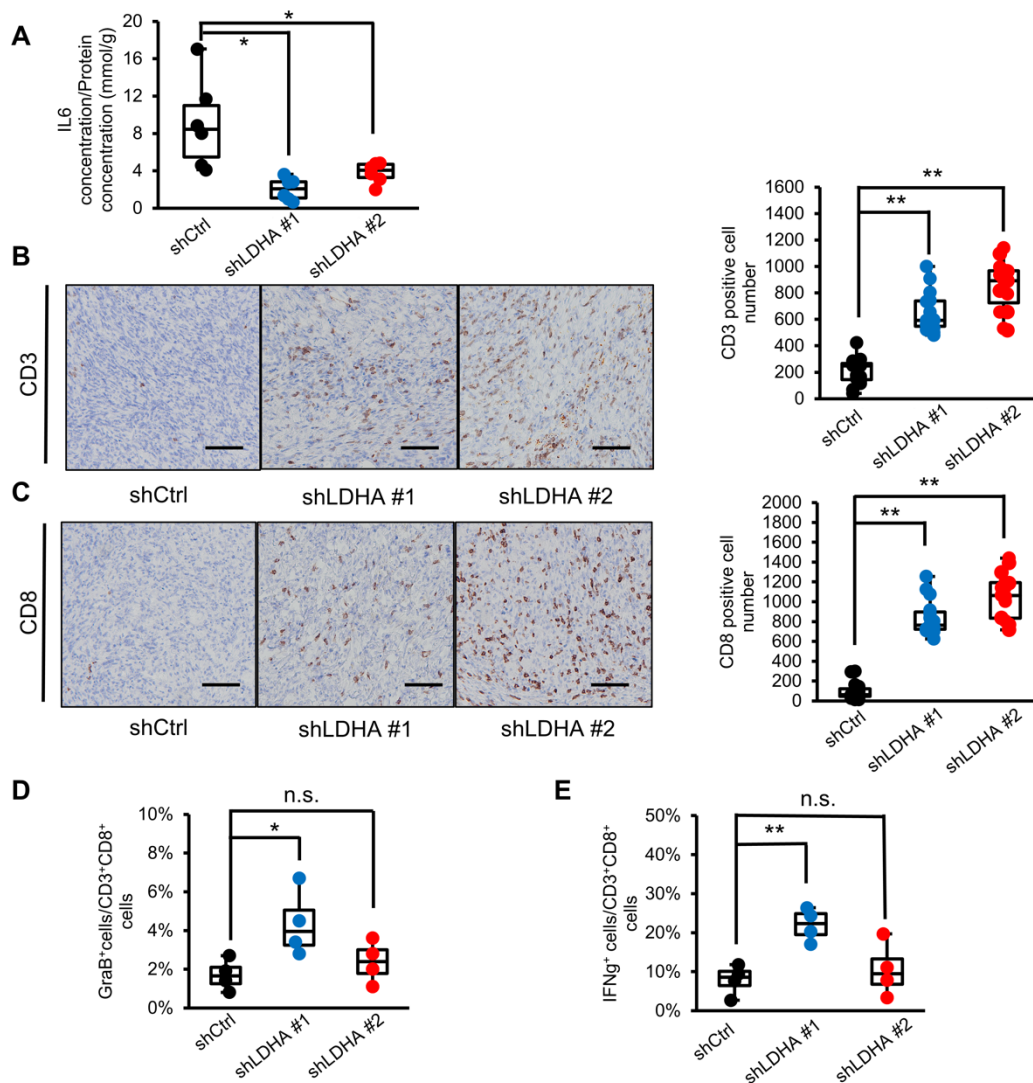 A
IL6
concentration/Protein
concentration (mmol/g)
20
16
12
8
4
0
*
*
shCtrl
shLDHA #1
shLDHA #2
B
CD3
shCtrl
shLDHA #1
shLDHA #2
CD3 positive cell
number
1600
1400
1200
1000
800
600
400
200
0
**
**
shCtrl
shLDHA #1
shLDHA #2
C
CD8
shCtrl
shLDHA #1
shLDHA #2
CD8 positive cell
number
2000
1800
1600
1400
1200
1000
800
600
400
200
0
**
**
shCtrl
shLDHA #1
shLDHA #2
D
GraB⁺cells/CD3⁺CD8⁺
cells
10%
8%
6%
4%
2%
0%
n.s.
*
shCtrl
shLDHA #1
shLDHA #2
E
IFNg⁺ cells/CD3⁺CD8⁺
cells
50%
40%
30%
20%
10%
0%
n.s.
**
shCtrl
shLDHA #1
shLDHA #2